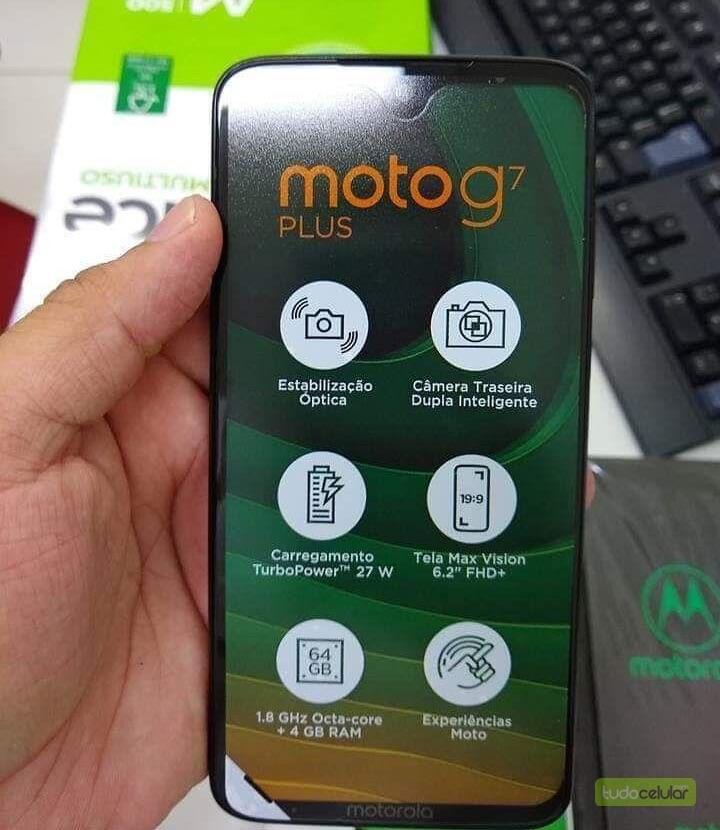 M
500
MULTIUSO
moto g7
PLUS
Estabilização
Óptica
Câmera Traseira
Dupla Inteligente
19:9
Carregamento
TurboPower™ 27 W
Tela Max Vision
6.2" FHD+
64
GB
1.8 GHz Octa-core
+ 4 GB RAM
Experiências
Moto
motorola
tudocelular